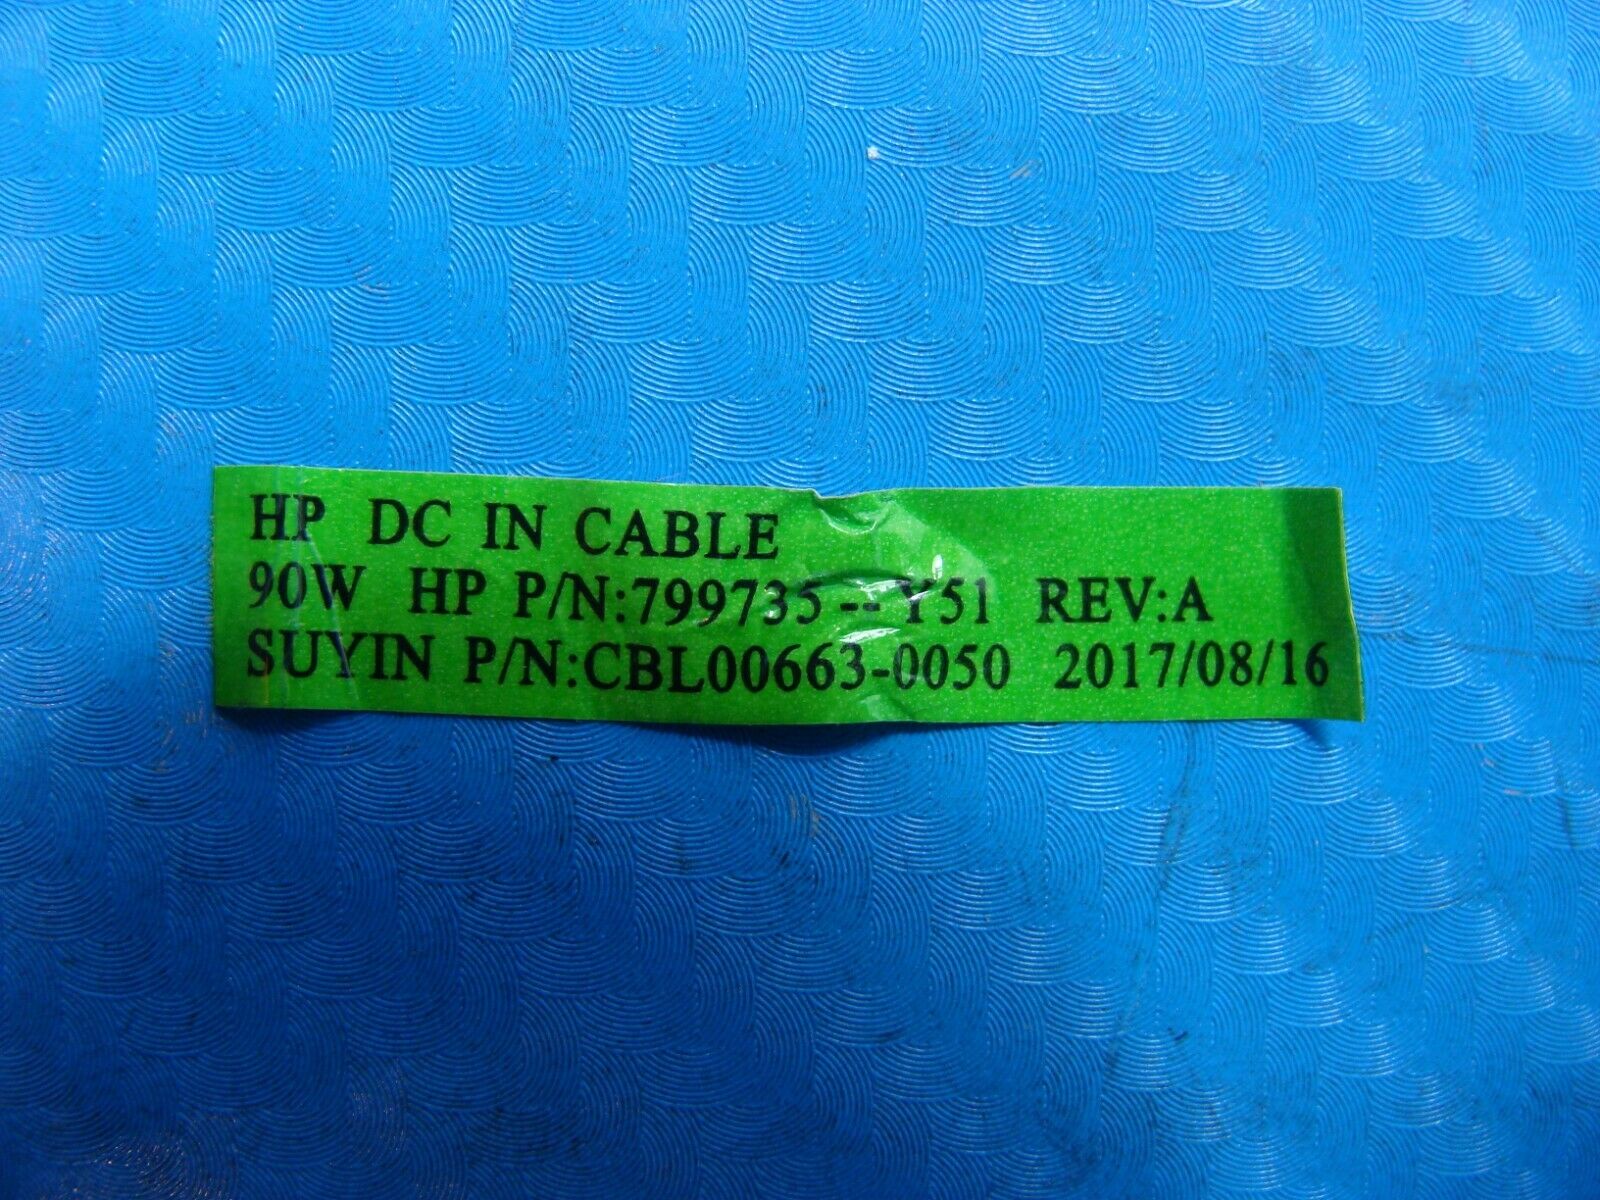 HP DC IN CABLE
90W HP P/N:799735--Y51 REV:A
SUYIN P/N:CBL00663-0050 2017/08/16